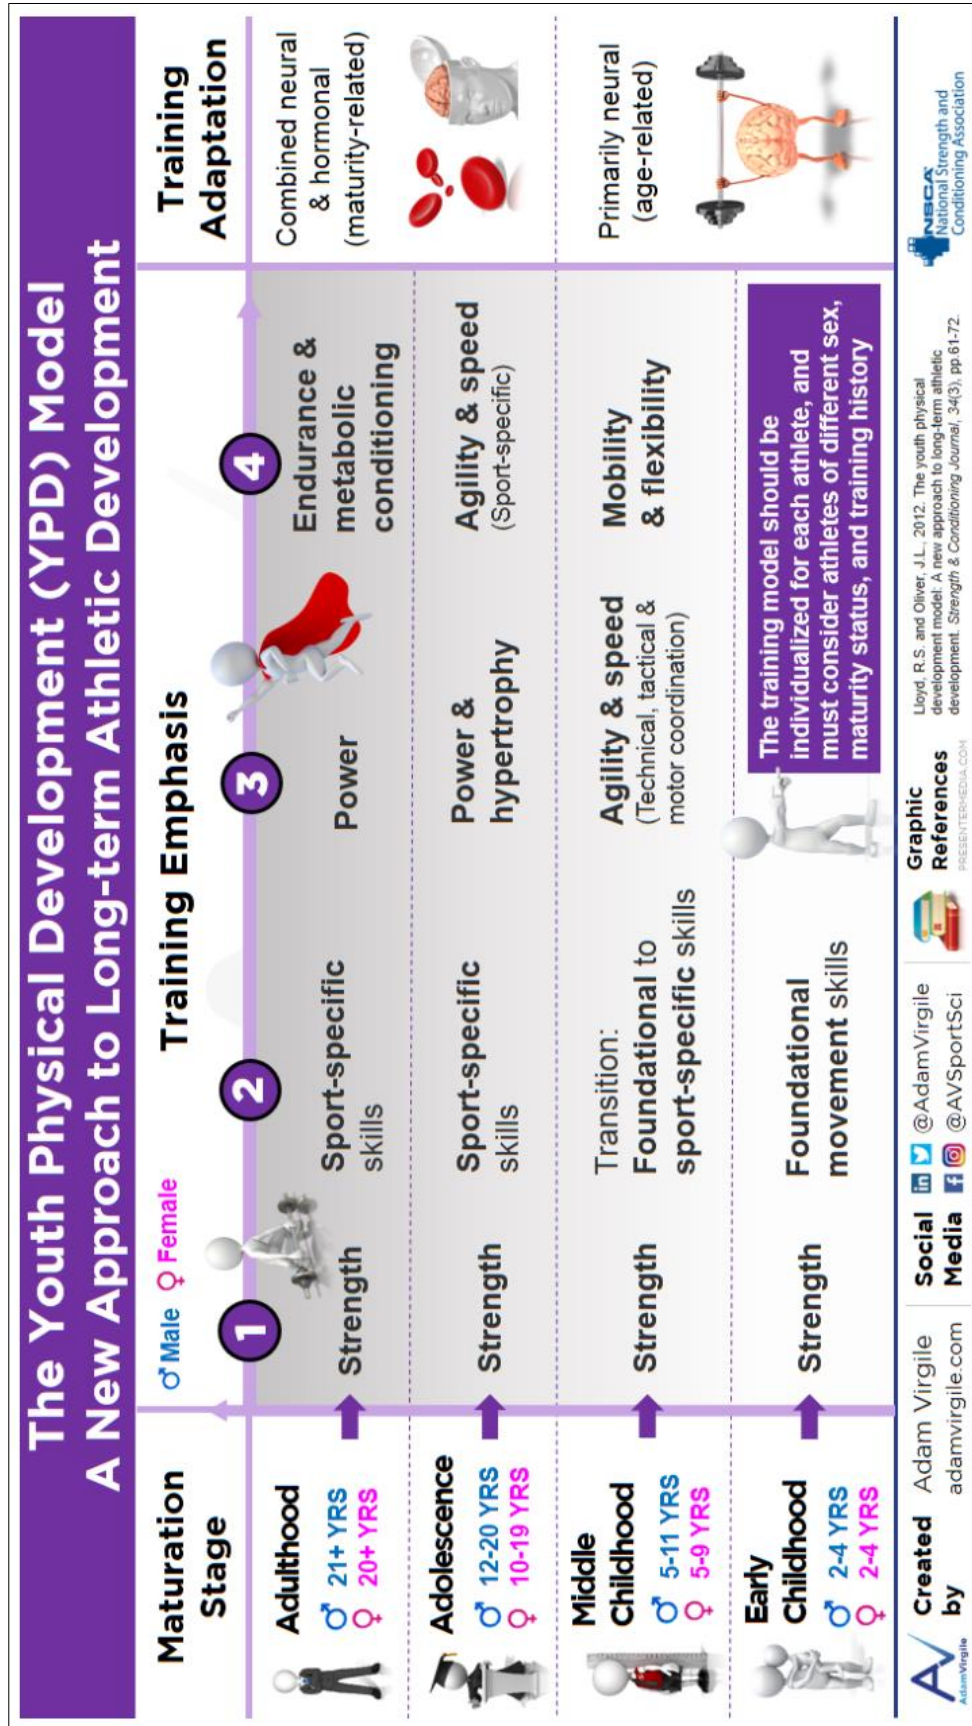 The Youth Physical Development (YPD) Model
A New Approach to Long-term Athletic Development
Maturation
Stage
♂ Male ♀ Female
Training Emphasis
Training
Adaptation
1
2
3
4
Adulthood
♂ 21+ YRS
♀ 20+ YRS
Strength
Sport-specific
skills
Power
Endurance &
metabolic
conditioning
Combined neural
& hormonal
(maturity-related)
Adolescence
♂ 12-20 YRS
♀ 10-19 YRS
Strength
Sport-specific
skills
Power &
hypertrophy
Agility & speed
(Sport-specific)
Middle
Childhood
♂ 5-11 YRS
♀ 5-9 YRS
Strength
Transition:
Foundational to
sport-specific skills
Agility & speed
(Technical, tactical &
motor coordination)
Mobility
& flexibility
Primarily neural
(age-related)
Early
Childhood
♂ 2-4 YRS
♀ 2-4 YRS
Strength
Foundational
movement skills
The training model should be
individualized for each athlete, and
must consider athletes of different sex,
maturity status, and training history
AV
AdamVirgile
Created
by
Adam Virgile
adamvirgile.com
Social
Media
in
@AdamVirgile
f
@AVSportSci
Graphic
References
PRESENTERMEDIA.COM
Lloyd, R.S. and Oliver, J.L., 2012. The youth physical
development model: A new approach to long-term athletic
development. Strength & Conditioning Journal, 34(3), pp.61-72.
NSCA
National Strength and
Conditioning Association